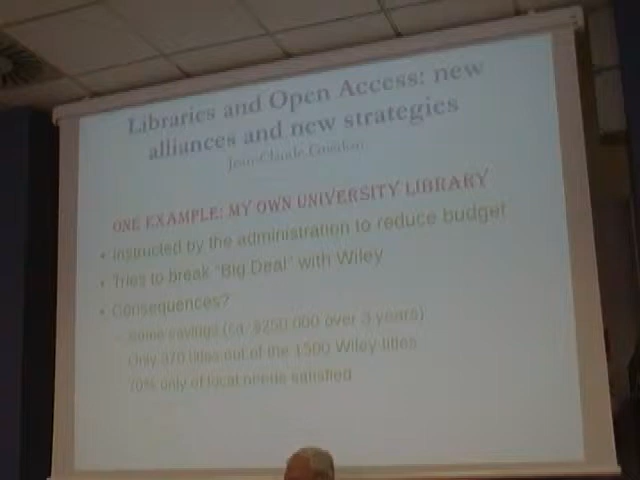 Libraries and Open Access: new
alliances and new strategies
Jean-Claude Guédon
ONE EXAMPLE: MY OWN UNIVERSITY LIBRARY
• Instructed by the administration to reduce budget
• Tries to break "Big Deal" with Wiley
• Consequences?
– Some savings (ca. $250 000 over 3 years)
Only 370 titles out of the 1500 Wiley titles
70% only of local needs satisfied